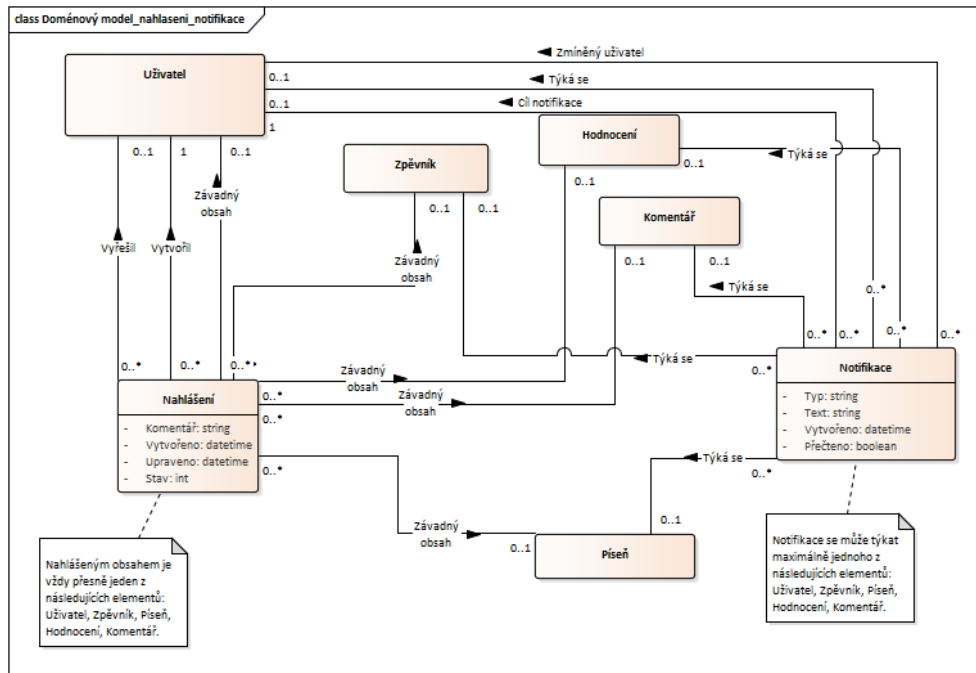 class Doménový model_nahlaseni_notifikace
Zmíněný uživatel
Uživatel
0..1
Týká se
0..1
Cíl notifikace
1
Hodnocení
0..1
1
0..1
Zpěvník
0..1
Týká se
Závadný
obsah
0..1
0..1
0..1
Komentář
Vyřešil
Vytvořil
Závadný
obsah
0..1
0..1
Týká se
0..*
0..*
0..*
0..*
0..*
0..*
0..*
0..*
0..*
0..*
*
Týká se
0..*
Závadný
obsah
Nahlášení
0..*
Závadný
obsah
0..*
- Komentář: string
- Vytvořeno: datetime
- Upraveno: datetime
- Stav: int
0..*
Notifikace
- Typ: string
- Text: string
- Vytvořeno: datetime
- Přečteno: boolean
Týká se
0..*
Závadný
obsah
0..1
0..1
Píseň
Nahlášeným obsahem je
vždy přesně jeden z
následujících elementů:
Uživatel, Zpěvník, Píseň,
Hodnocení, Komentář.
Notifikace se může týkat
maximálně jednoho z
následujících elementů:
Uživatel, Zpěvník, Píseň,
Hodnocení, Komentář.